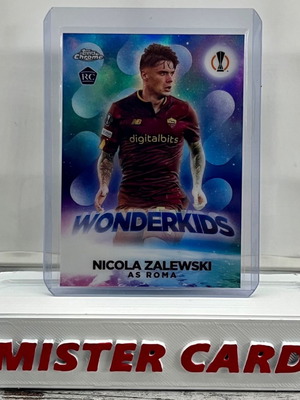 Topps
Chrome
RC
digitalbits
WONDERKIDS
NICOLA ZALEWSKI
AS ROMA
MISTER CARD